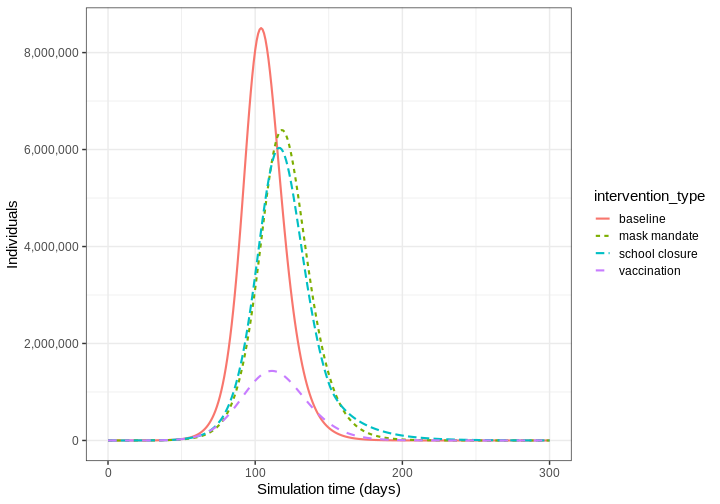 8,000,000
6,000,000
4,000,000
2,000,000
0
Individuals
0
100
200
300
Simulation time (days)
intervention_type
baseline
mask mandate
school closure
vaccination